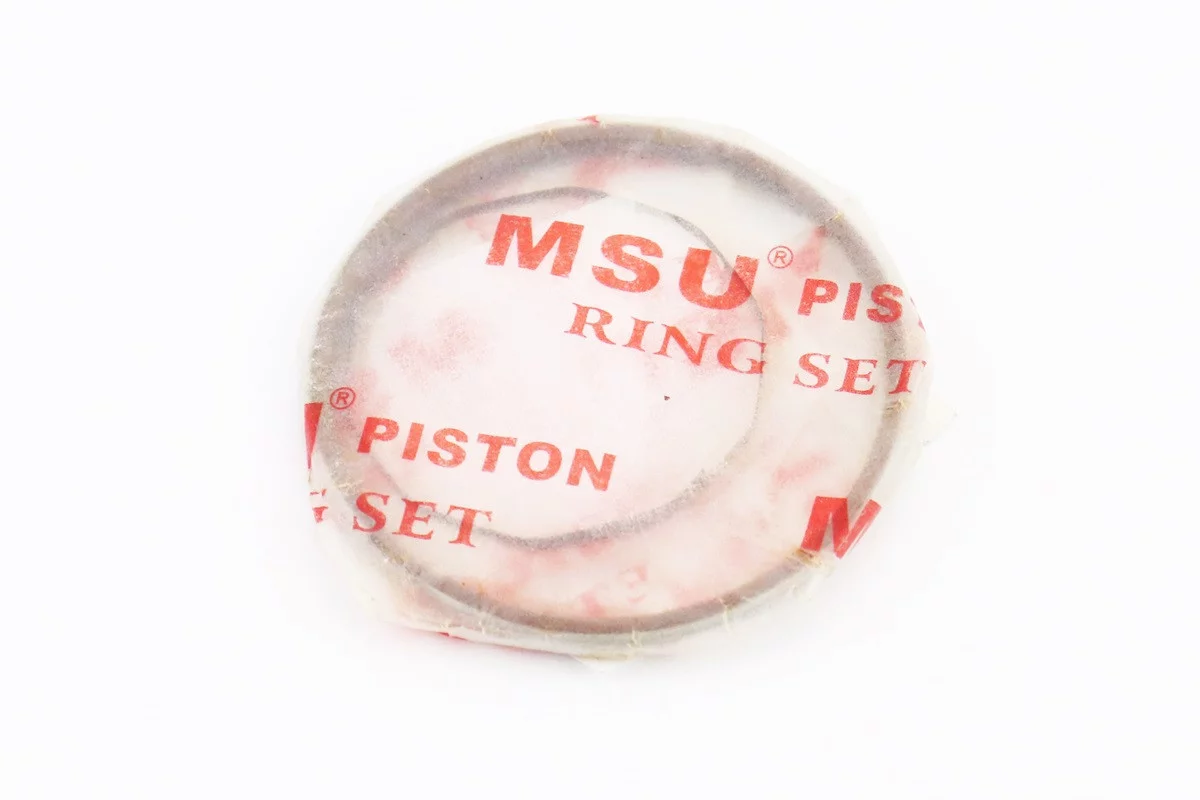 MSU® PIS
RING SET
® PISTON
SET